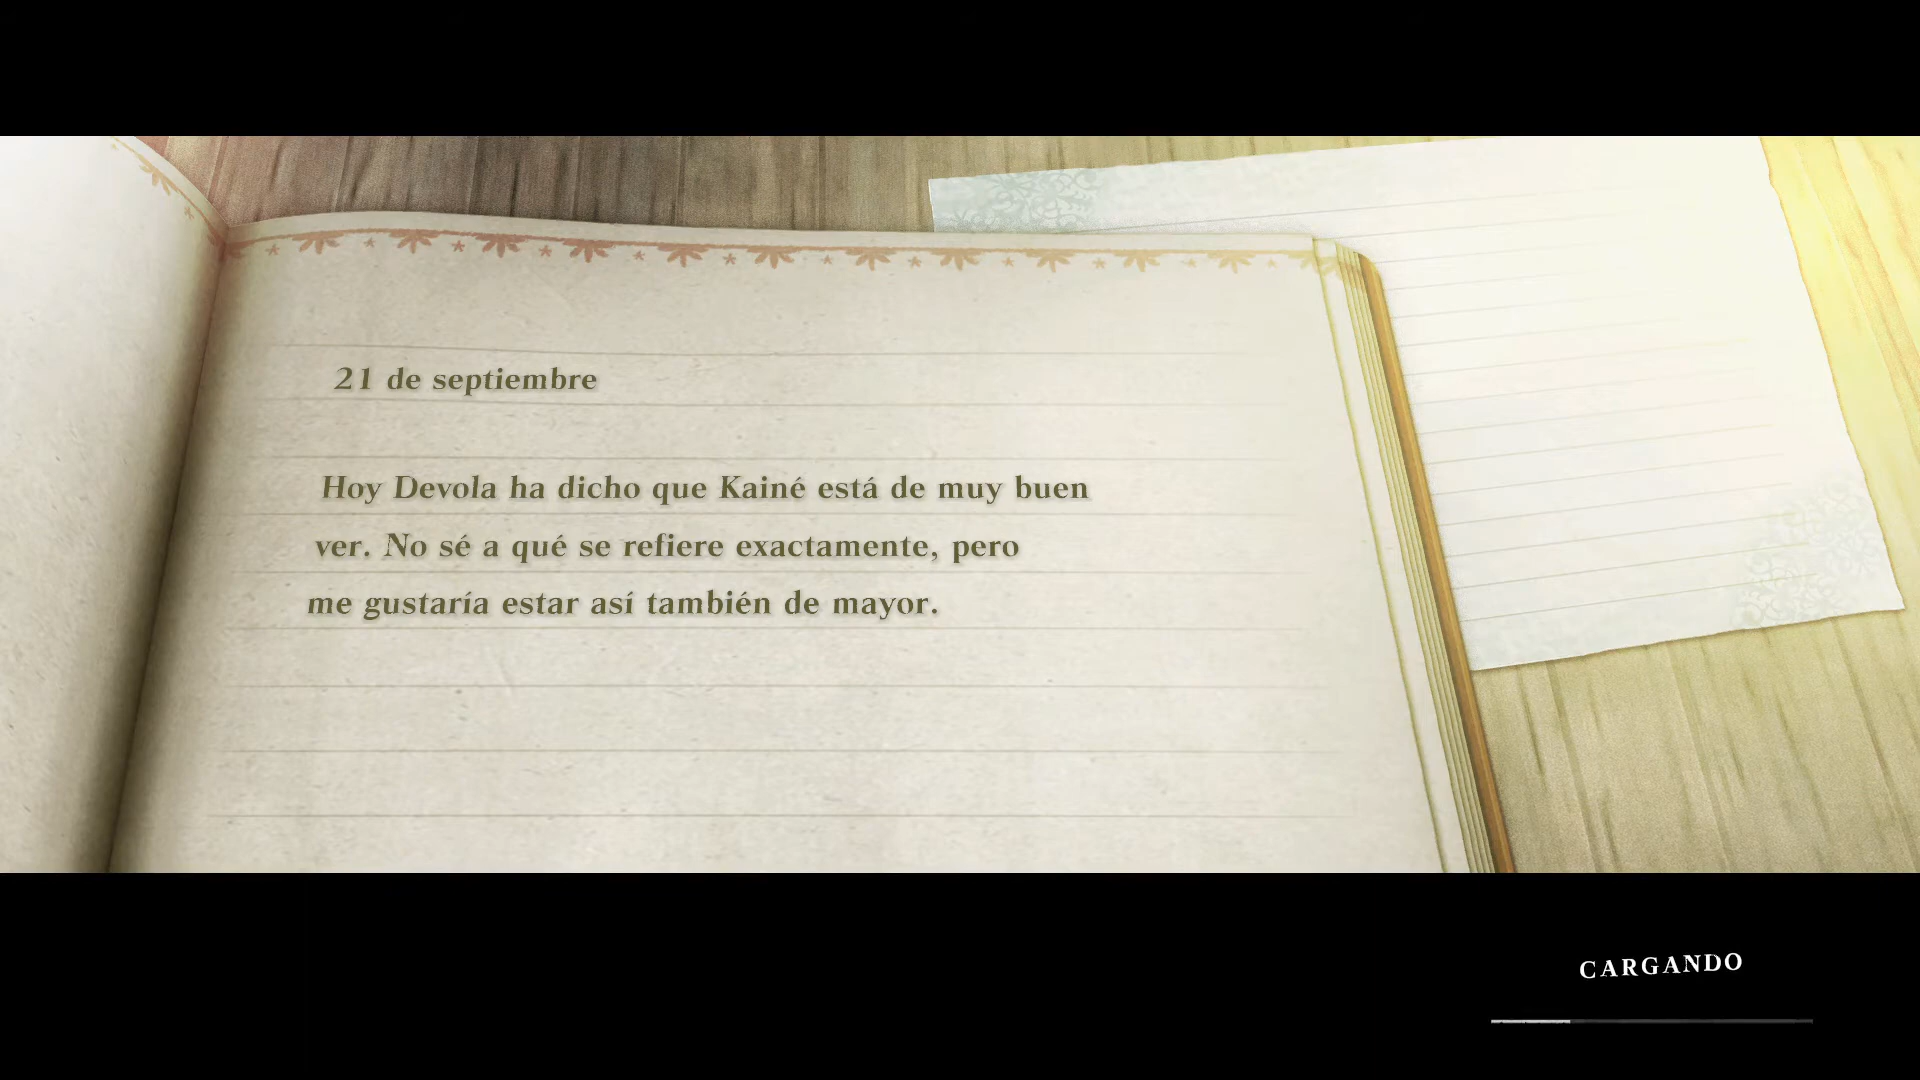 21 de septiembre
Hoy Devola ha dicho que Kainé está de muy buen
ver. No sé a qué se refiere exactamente, pero
me gustaría estar así también de mayor.
CARGANDO